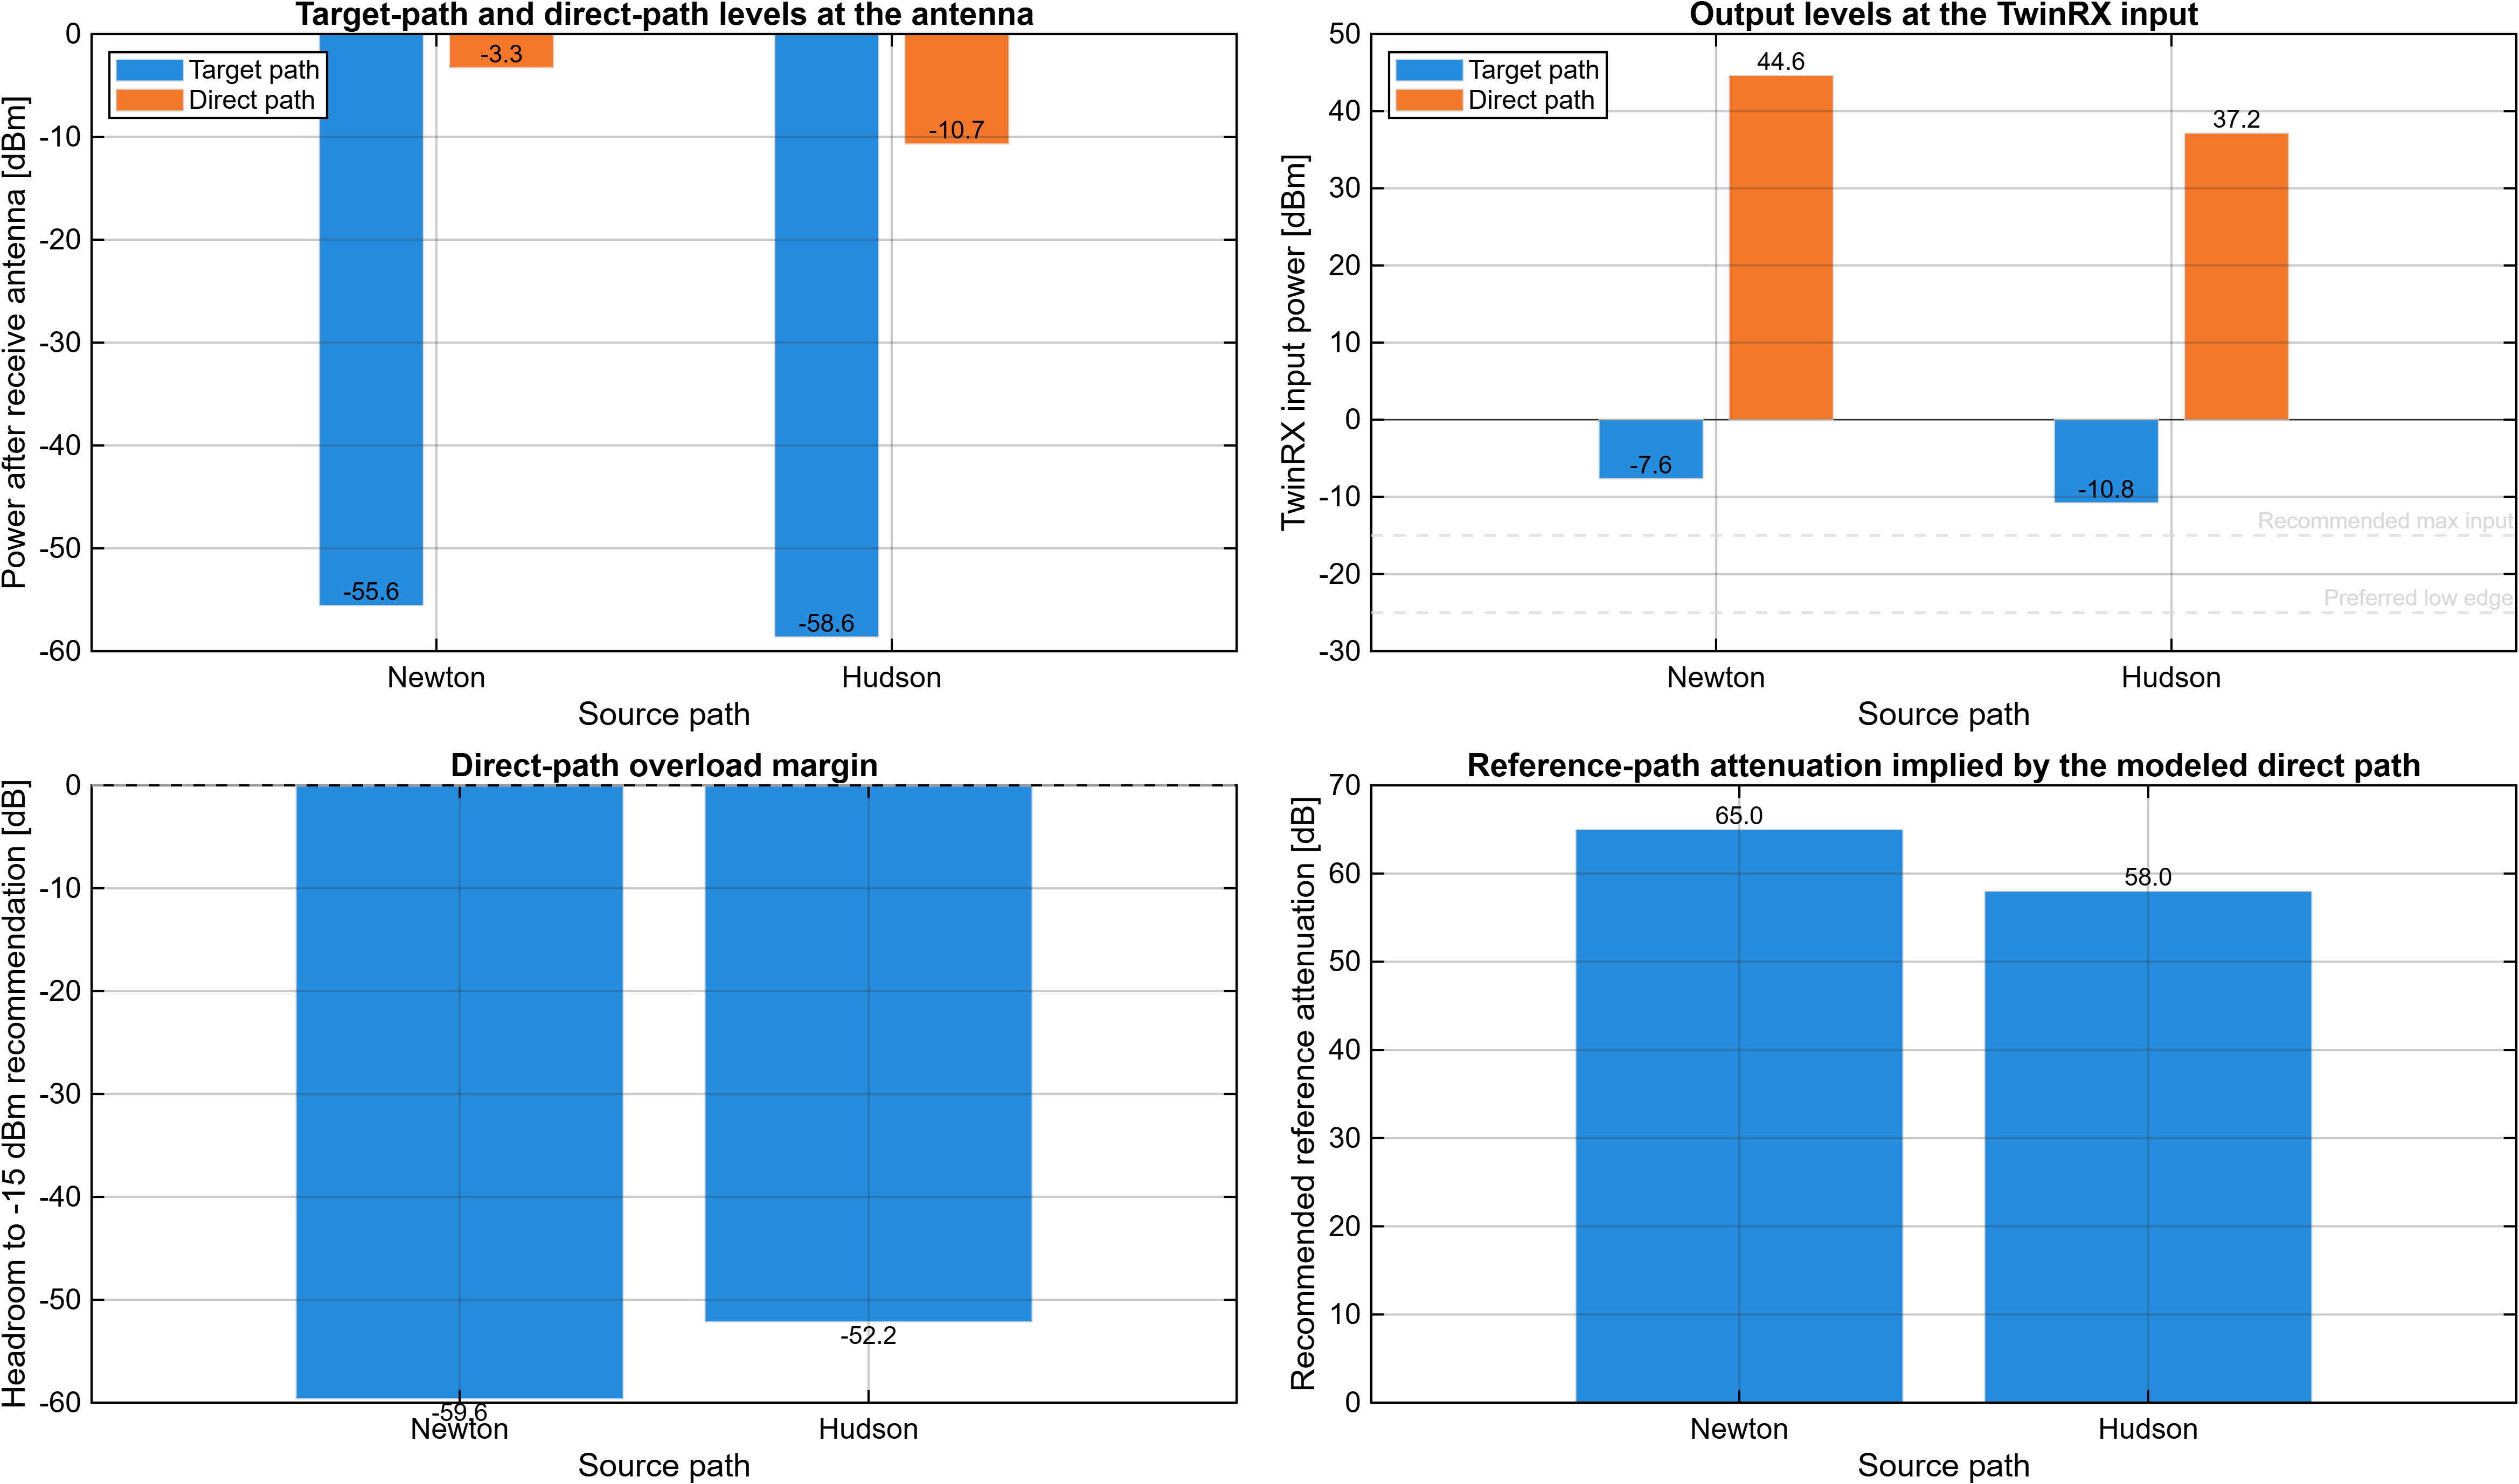 Target-path and direct-path levels at the antenna
Power after receive antenna [dBm]
0
-10
-20
-30
-40
-50
-60
Target path
Direct path
-55.6
-3.3
-58.6
-10.7
Newton
Hudson
Source path
Output levels at the TwinRX input
TwinRX input power [dBm]
50
40
30
20
10
0
-10
-20
-30
Target path
Direct path
-7.6
44.6
-10.8
37.2
Recommended max input
Preferred low edge
Newton
Hudson
Source path
Direct-path overload margin
Headroom to -15 dBm recommendation [dB]
0
-10
-20
-30
-40
-50
-60
-59.6
-52.2
Newton
Hudson
Source path
Reference-path attenuation implied by the modeled direct path
Recommended reference attenuation [dB]
70
60
50
40
30
20
10
0
65.0
58.0
Newton
Hudson
Source path